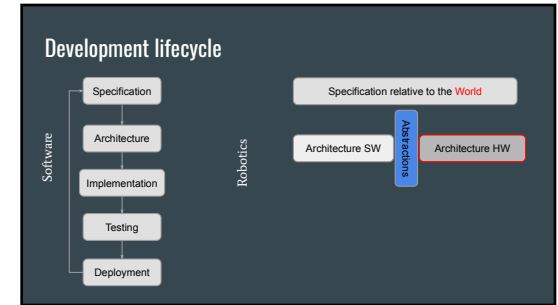 Development lifecycle
Software
Specification
Architecture
Implementation
Testing
Deployment
Robotics
Specification relative to the World
Architecture SW
Abstractions
Architecture HW